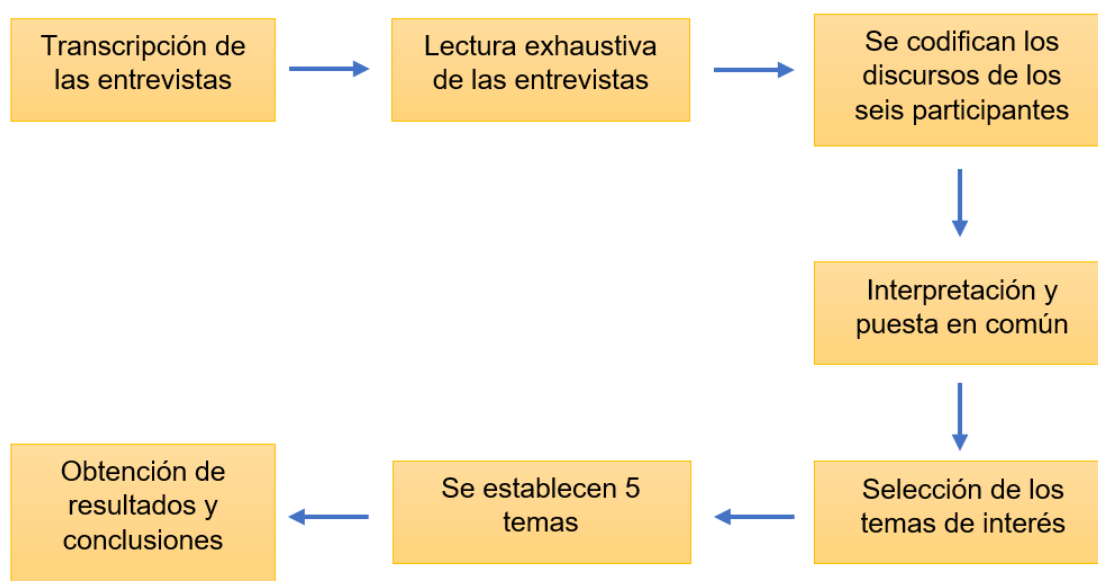 Transcripción de
las entrevistas
Lectura exhaustiva
de las entrevistas
Se codifican los
discursos de los
seis participantes
Interpretación y
puesta en común
Selección de los
temas de interés
Se establecen 5
temas
Obtención de
resultados y
conclusiones